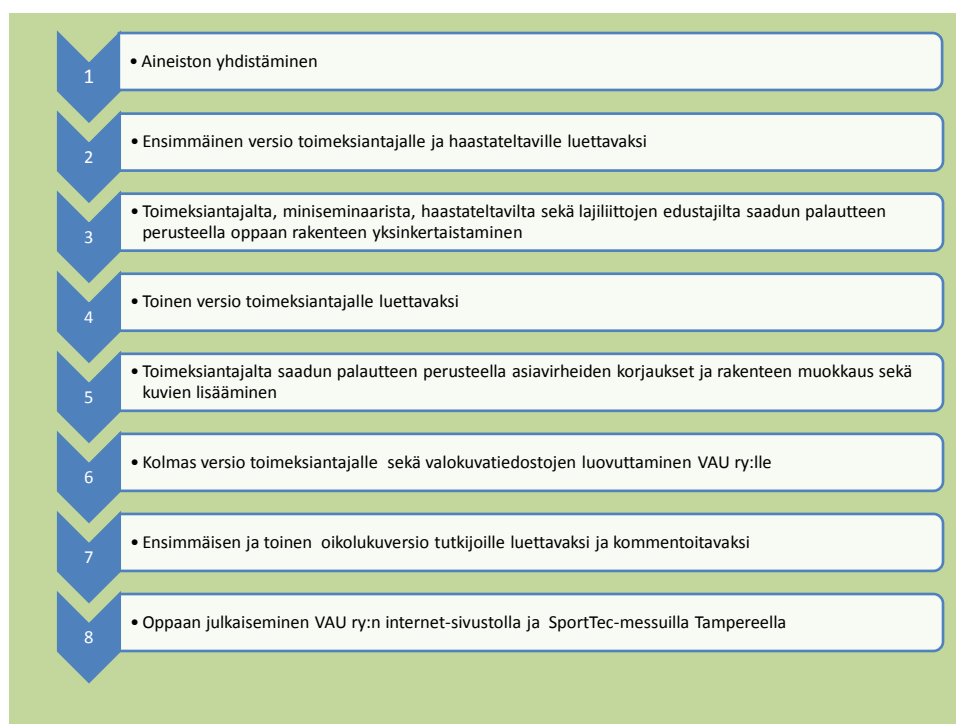 1
• Aineiston yhdistäminen
2
• Ensimmäinen versio toimeksiantajalle ja haastateltaville luettavaksi
3
• Toimeksiantajalta, miniseminaarista, haastateltavilta sekä lajiliittojen edustajilta saadun palautteen
perusteella oppaan rakenteen yksinkertaistaminen
4
• Toinen versio toimeksiantajalle luettavaksi
5
• Toimeksiantajalta saadun palautteen perusteella asiavirheiden korjaukset ja rakenteen muokkaus sekä
kuvien lisääminen
6
• Kolmas versio toimeksiantajalle sekä valokuvatiedostojen luovuttaminen VAU ry:lle
7
• Ensimmäisen ja toinen oikolukuversio tutkijoille luettavaksi ja kommentoitavaksi
8
• Oppaan julkaiseminen VAU ry:n internet-sivustolla ja SportTec-messuilla Tampereella